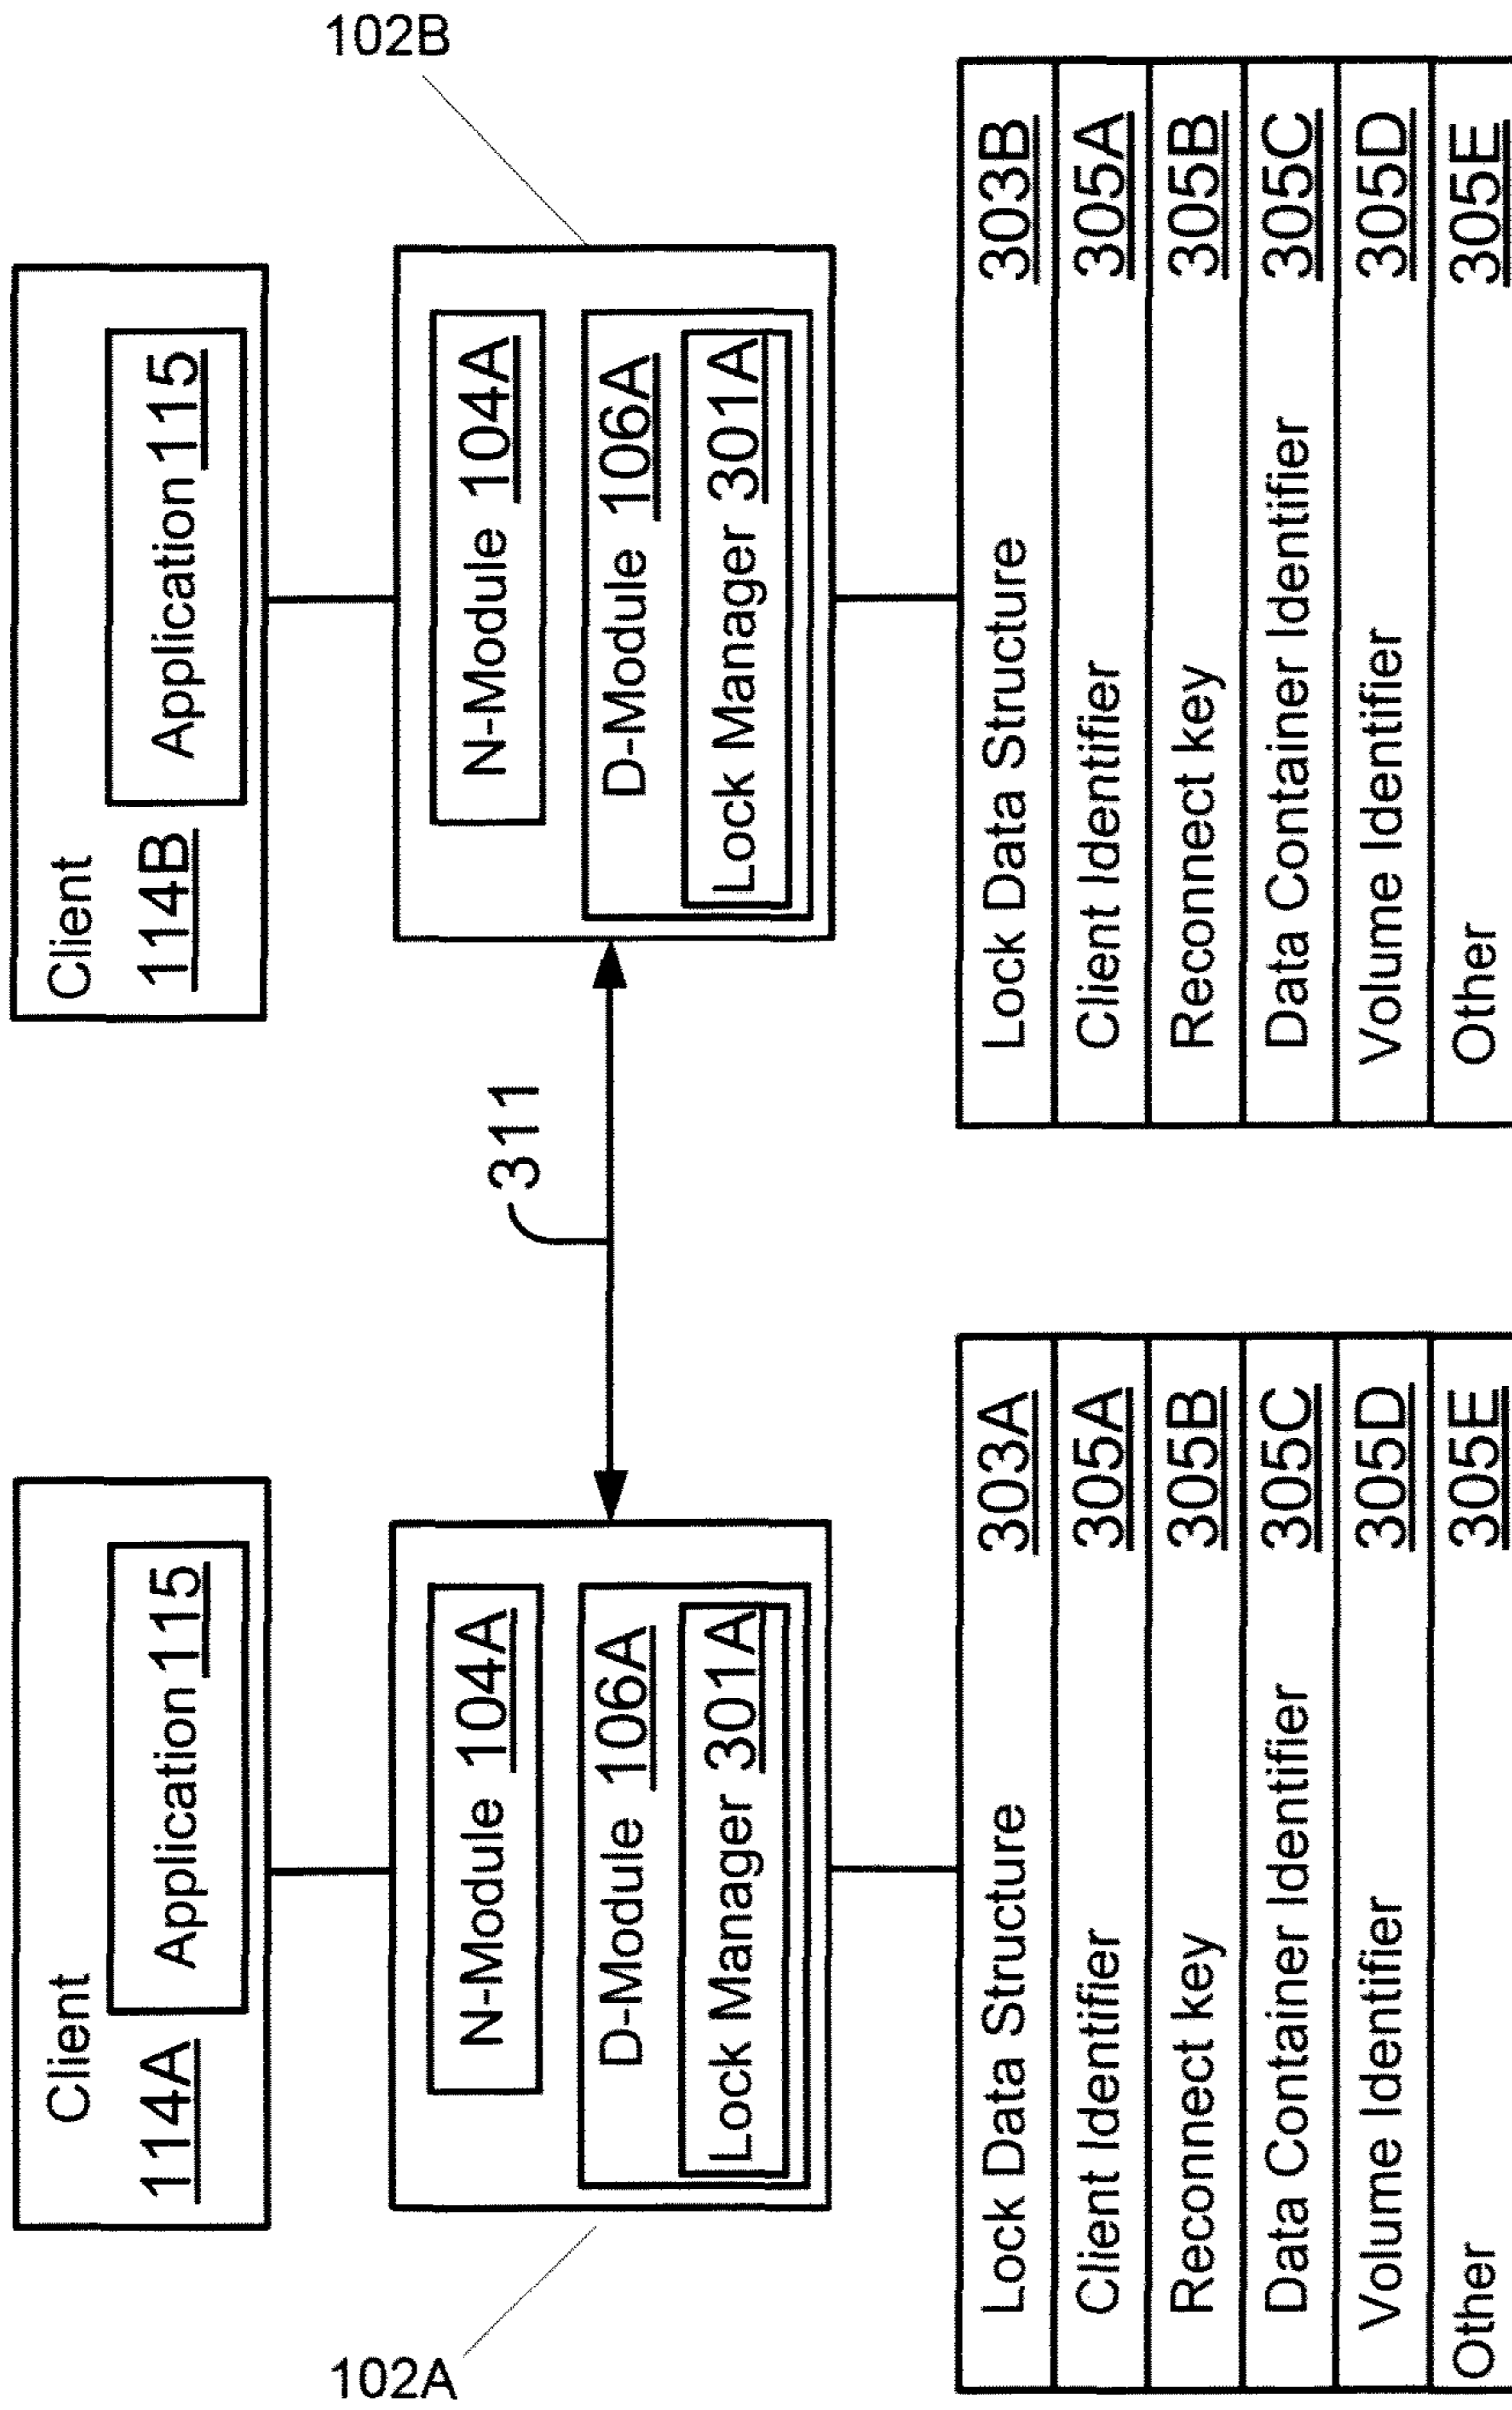 Client
114A
Application 115
102A
N-Module 104A
D-Module 106A
Lock Manager 301A
Lock Data Structure 303A
Client Identifier 305A
Reconnect key 305B
Data Container Identifier 305C
Volume Identifier 305D
Other 305E
311
Client
114B
Application 115
102B
N-Module 104A
D-Module 106A
Lock Manager 301A
Lock Data Structure 303B
Client Identifier 305A
Reconnect key 305B
Data Container Identifier 305C
Volume Identifier 305D
Other 305E